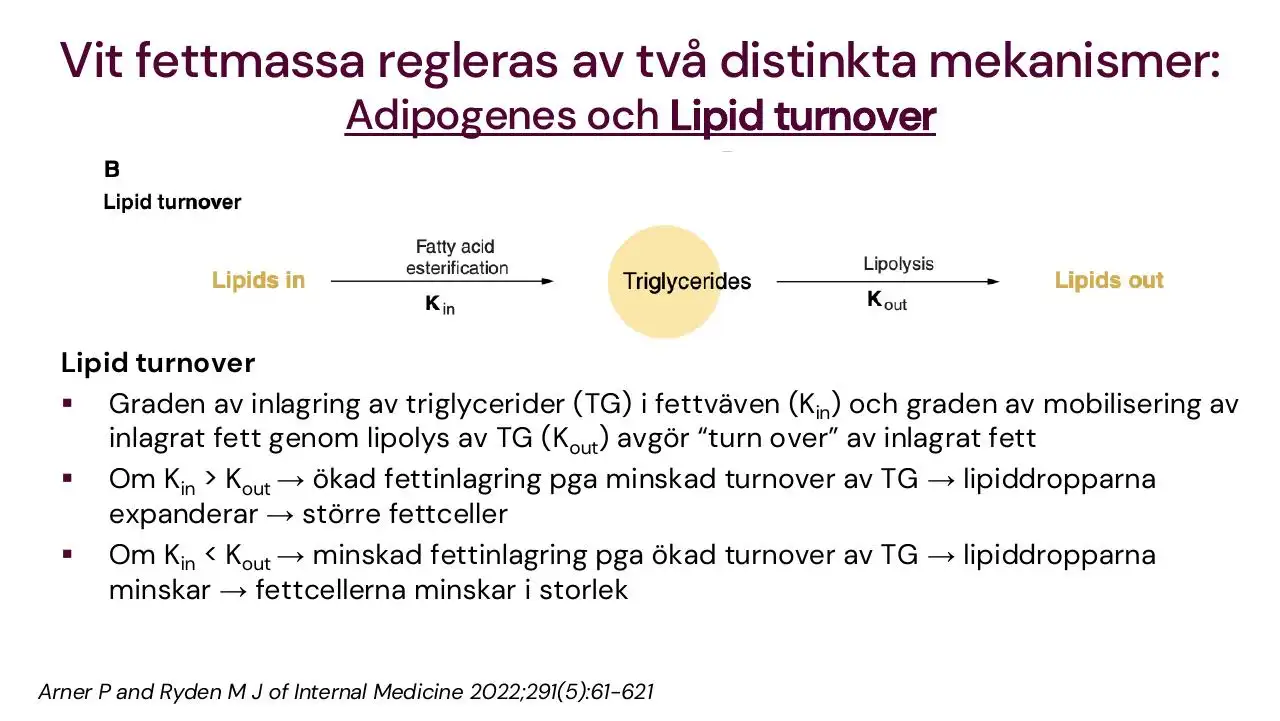 Vit fettmassa regleras av två distinkta mekanismer:
Adipogenes och Lipid turnover
B
Lipid turnover
Lipids in
Fatty acid
esterification
K in
Triglycerides
Lipolysis
K out
Lipids out
Lipid turnover
▪ Graden av inlagring av triglycerider (TG) i fettväven (Kin) och graden av mobilisering av
inlagrat fett genom lipolys av TG (Kout) avgör “turn over” av inlagrat fett
▪ Om Kin > Kout → ökad fettinlagring pga minskad turnover av TG → lipiddropparna
expanderar → större fettceller
▪ Om Kin < Kout → minskad fettinlagring pga ökad turnover av TG → lipiddropparna
minskar → fettcellerna minskar i storlek
Arner P and Ryden M J of Internal Medicine 2022;291(5):61-621